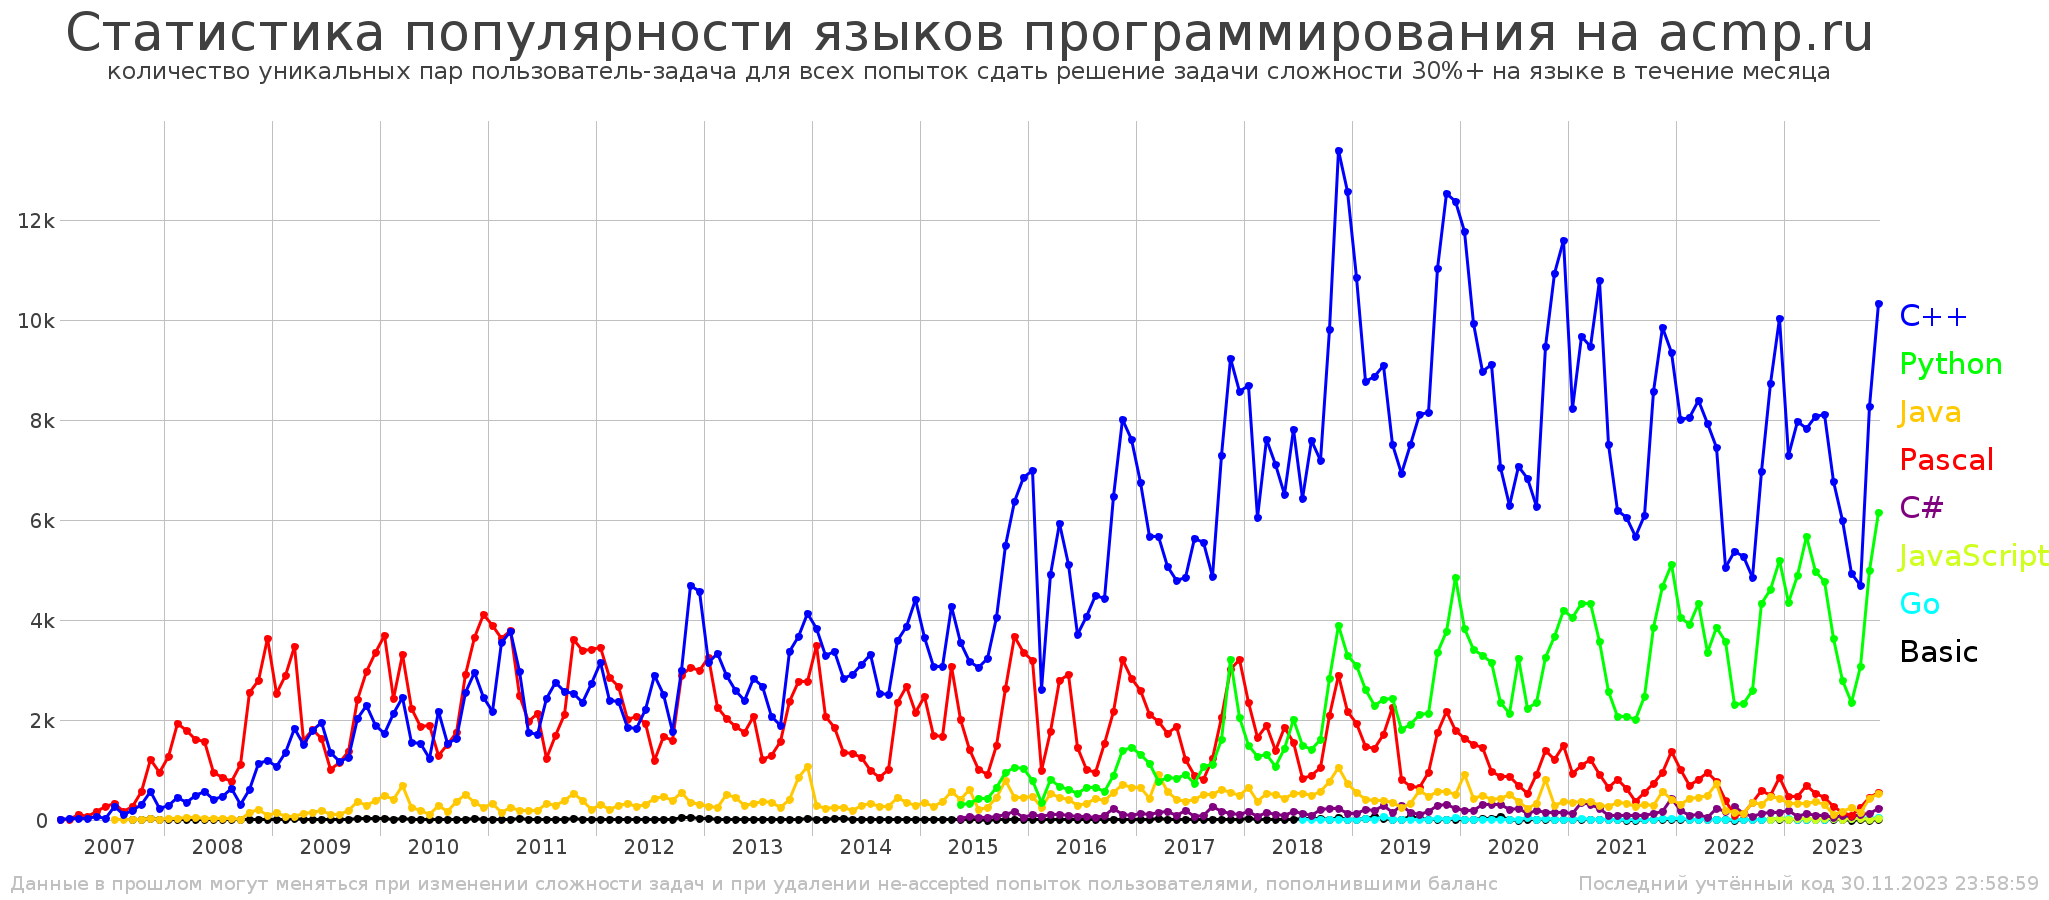 Статистика популярности языков программирования на acmp.ru
количество уникальных пар пользователь-задача для всех попыток сдать решение задачи сложности 30%+ на языке в течение месяца
12k
10k
8k
6k
4k
2k
0
C++
Python
Java
Pascal
C#
JavaScript
Go
Basic
2007 2008 2009 2010 2011 2012 2013 2014 2015 2016 2017 2018 2019 2020 2021 2022 2023
Данные в прошлом могут меняться при изменении сложности задач и при удалении не-accepted попыток пользователями, пополнившими баланс Последний учтённый код 30.11.2023 23:58:59